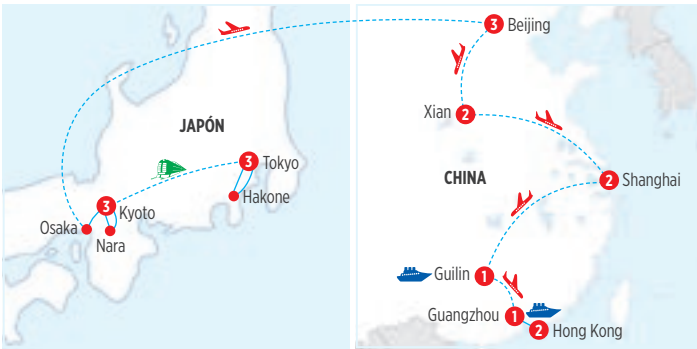 JAPÓN
3 Tokyo
Hakone
3 Kyoto
Osaka
Nara
3 Beijing
Xian 2
CHINA
2 Shanghai
Guilin 1
Guangzhou 1
2 Hong Kong